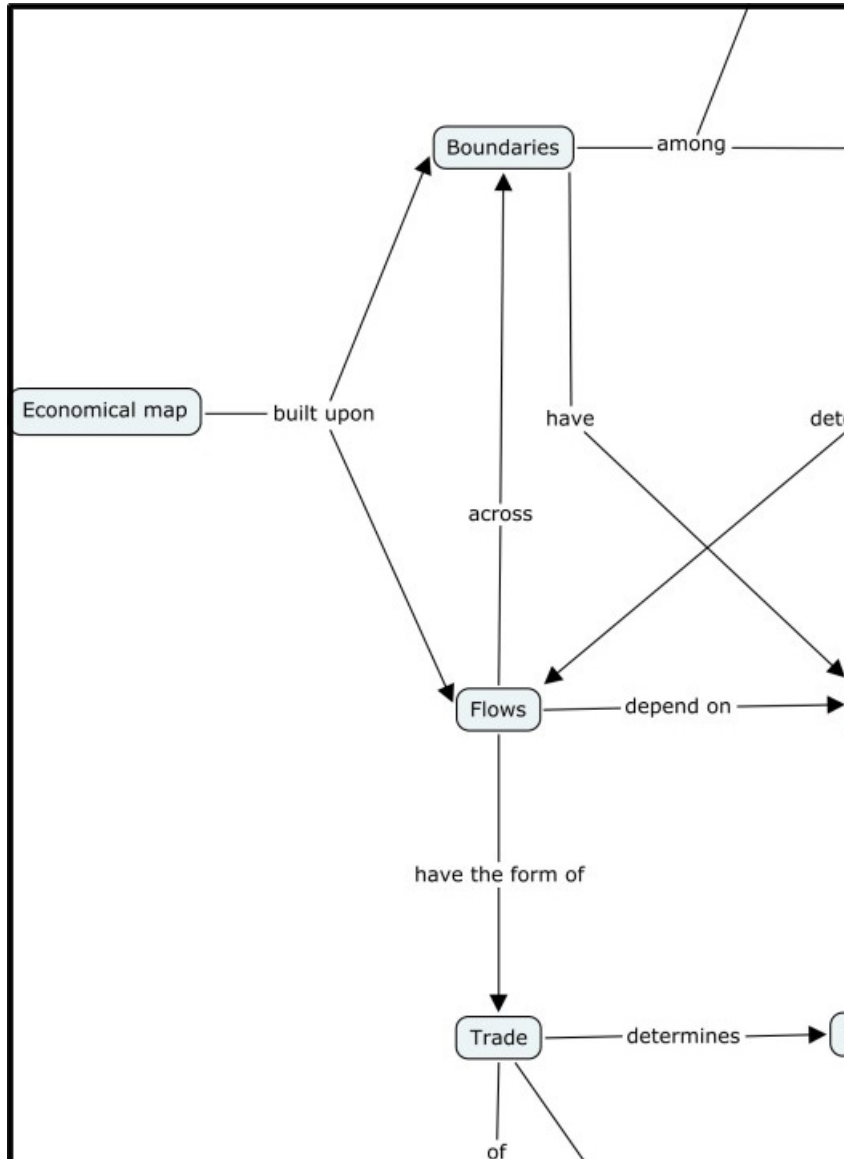 Boundaries
among
Economical map
built upon
have
across
Flows
depend on
have the form of
Trade
determines
of